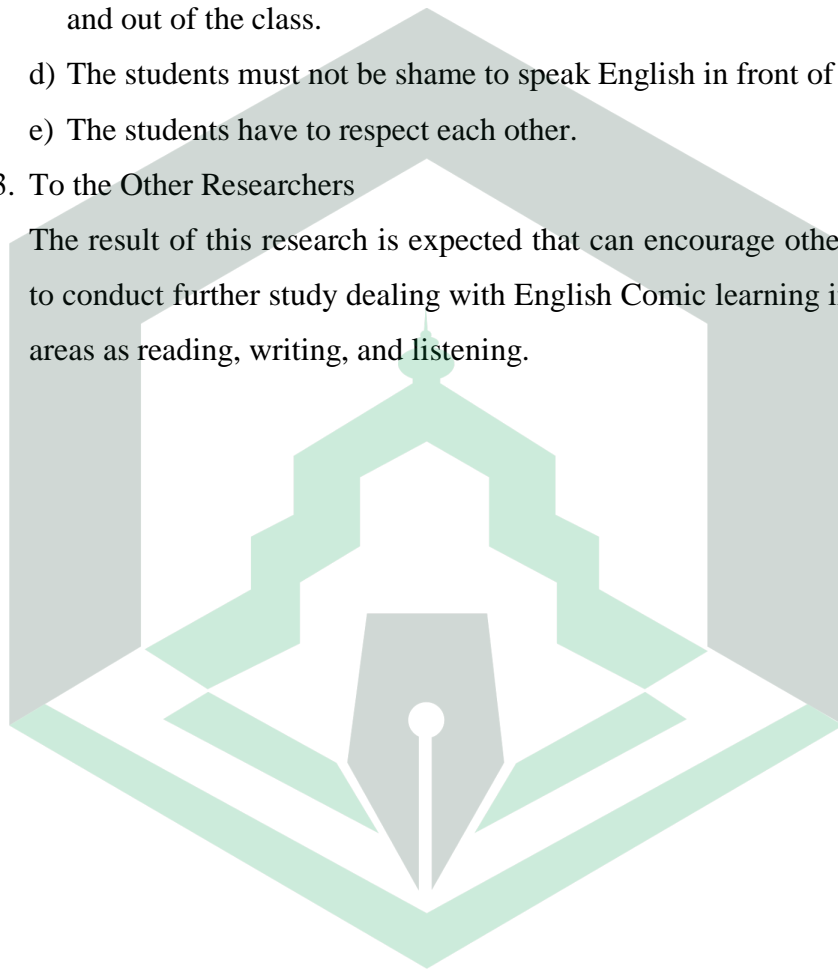 and out of the class.
d) The students must not be shame to speak English in front of
e) The students have to respect each other.
3. To the Other Researchers
The result of this research is expected that can encourage
to conduct further study dealing with English Comic learning
areas as reading, writing, and listening.